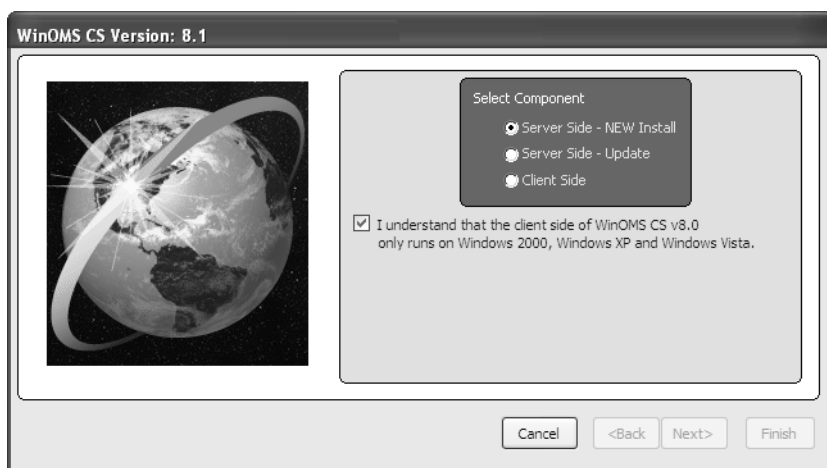 WinOMS CS Version: 8.1
Select Component
Server Side - NEW Install
Server Side - Update
Client Side
I understand that the client side of WinOMS CS v8.0
only runs on Windows 2000, Windows XP and Windows Vista.
Cancel
<Back
Next>
Finish